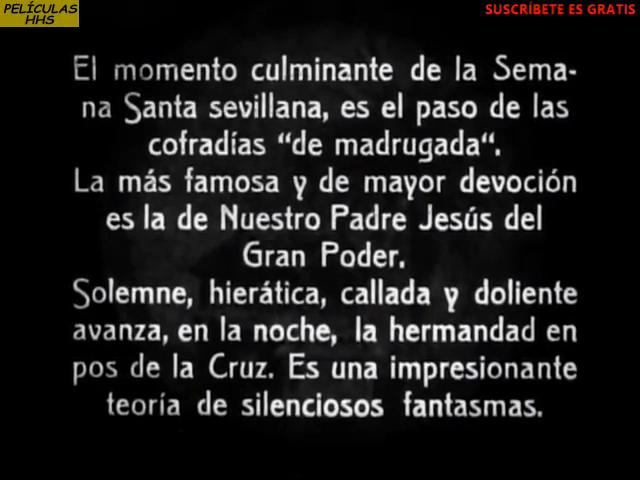 PELÍCULAS
HHS
SUSCRÍBETE ES GRATIS
El momento culminante de la Sema-
na Santa sevillana, es el paso de las
cofradías “de madrugada“.
La más famosa y de mayor devoción
es la de Nuestro Padre Jesús del
Gran Poder.
Solemne, hierática, callada y doliente
avanza, en la noche, la hermandad en
pos de la Cruz. Es una impresionante
teoría de silenciosos fantasmas.